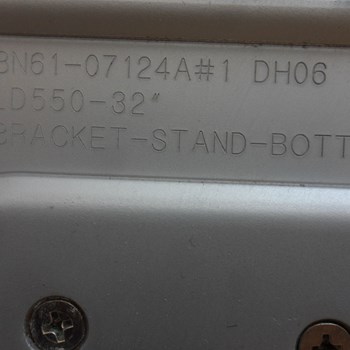 BN61-07124A#1 DH06
LD550-32"
BRACKET-STAND-BOTT